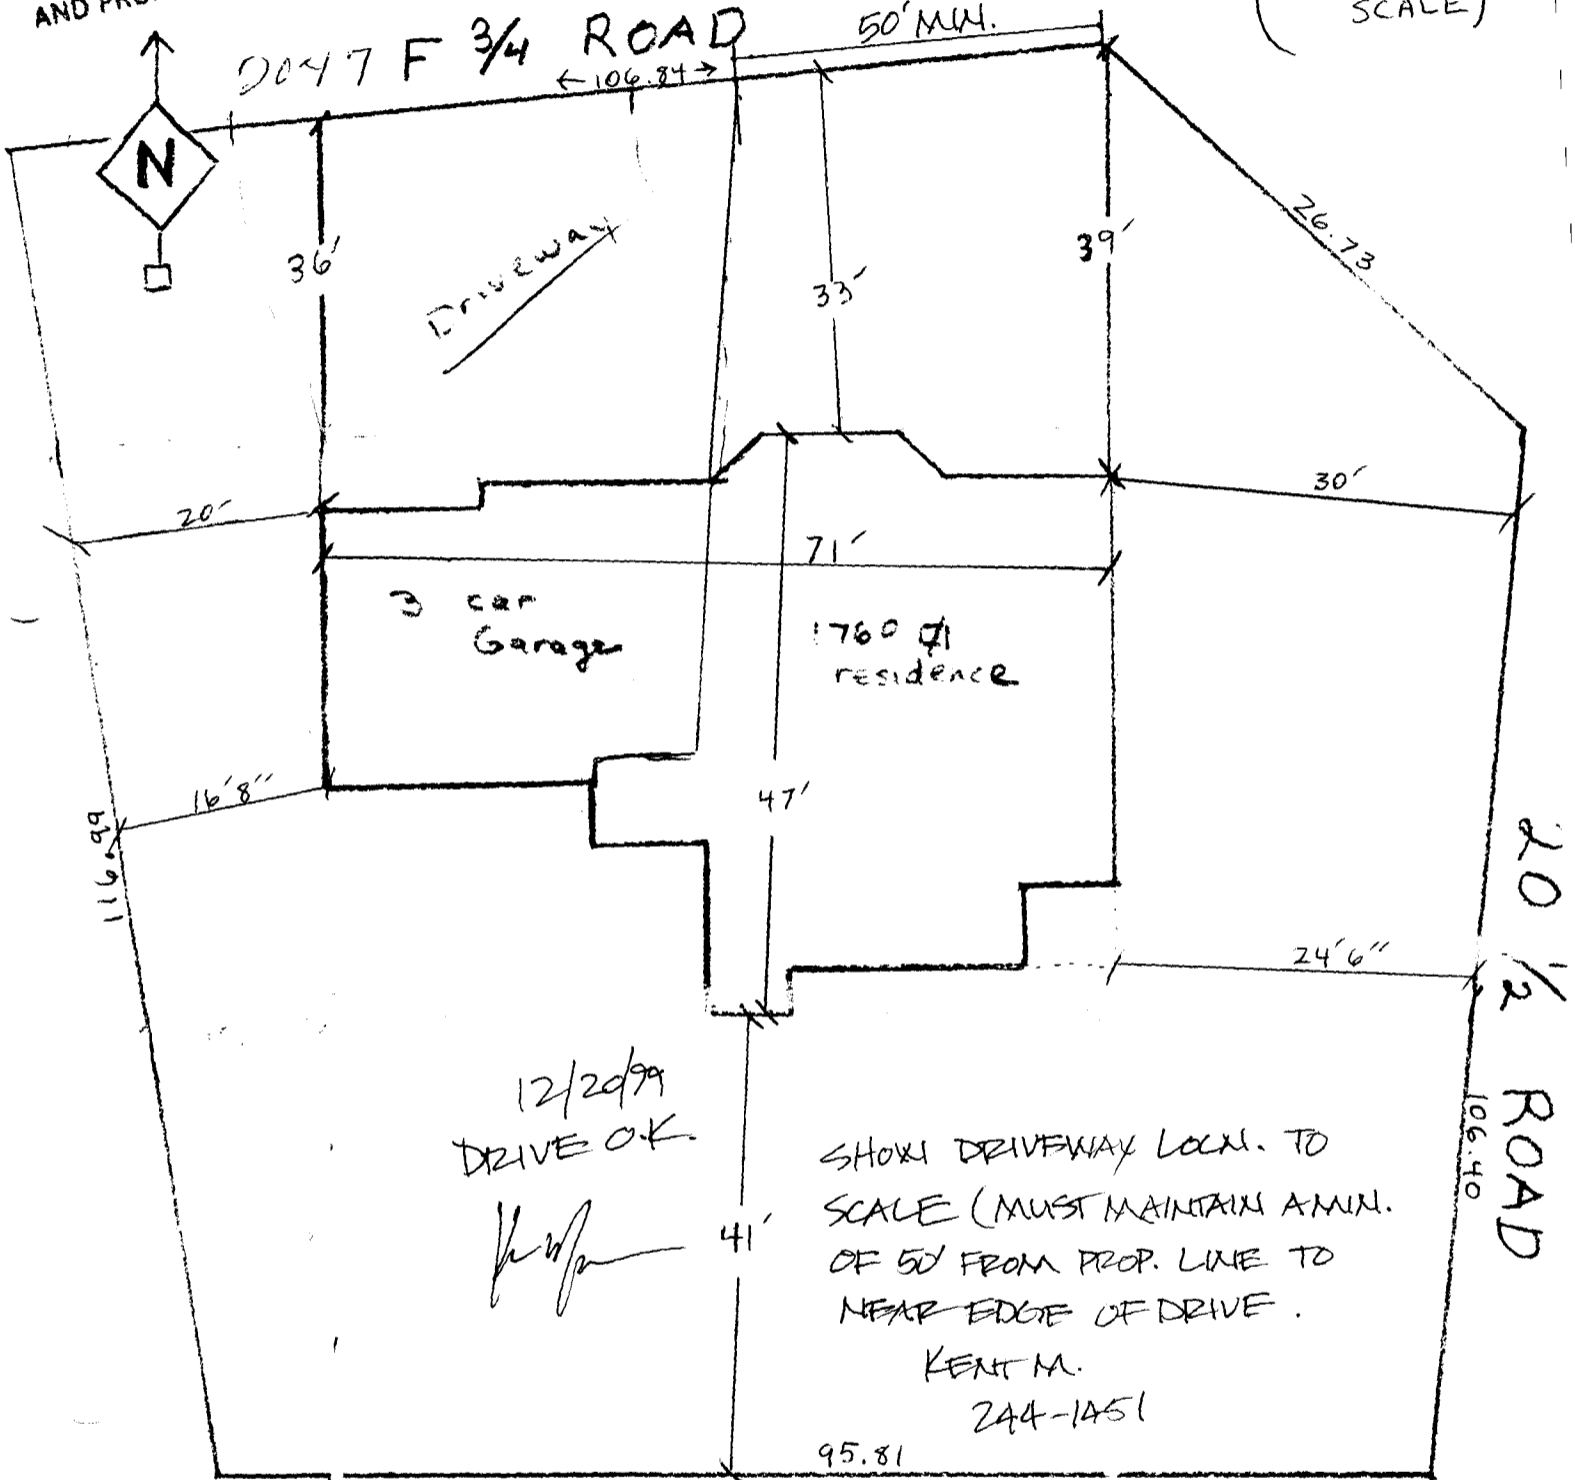 AND PRO
SCALE)
50' MIN.
2047 F 3/4 ROAD
106.84
N
36'
Driveway
33'
39'
26.73
20'
30'
71'
3 car
Garage
1760
residence
16'8"
47'
116.99
24'6"
20 1/2 ROAD
106.40
12/20/99
DRIVE O.K.
41'
SHOW DRIVEWAY LOCN. TO
SCALE (MUST MAINTAIN A MIN.
OF 50' FROM PROP. LINE TO
NEAR EDGE OF DRIVE.
KENT M.
244-1451
95.81